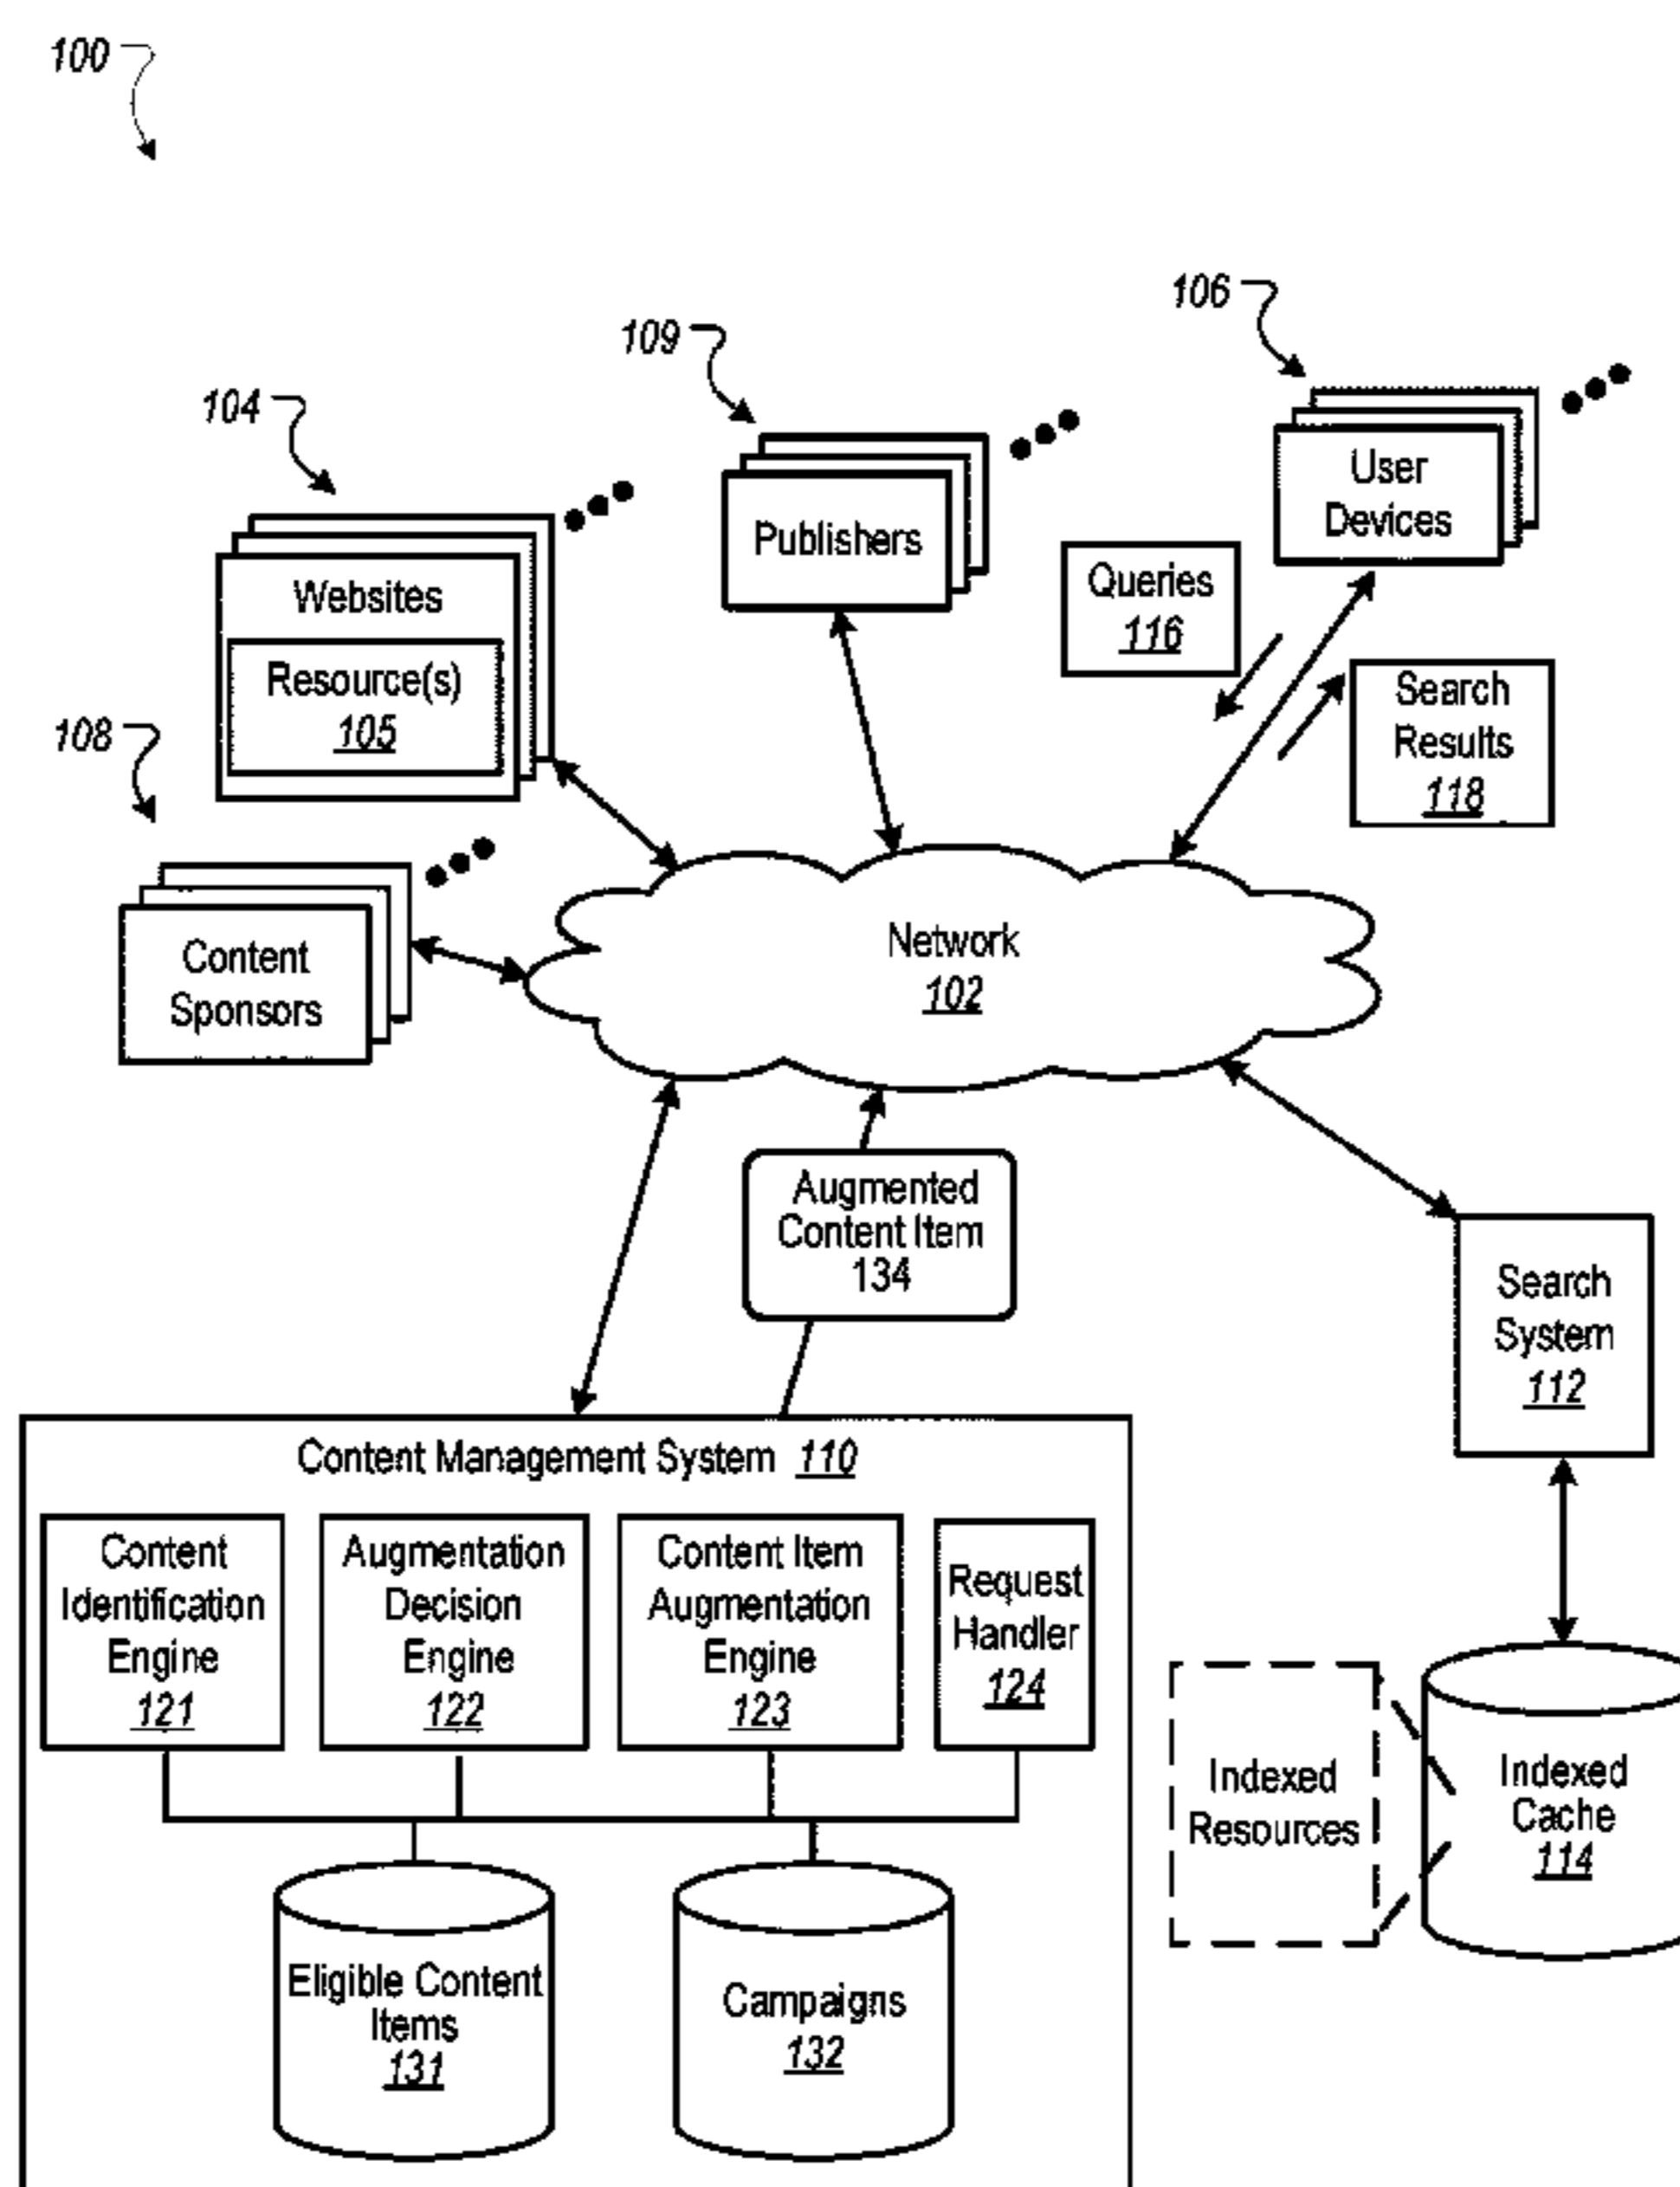 100
106
109
104
User
Devices
Publishers
Queries
116
Websites
Resource(s)
105
Search
Results
118
108
Network
102
Content
Sponsors
Augmented
Content Item
134
Search
System
112
Content Management System 110
Content
Identification
Engine
121
Augmentation
Decision
Engine
122
Content Item
Augmentation
Engine
123
Request
Handler
124
Indexed
Resources
Indexed
Cache
114
Eligible Content
Items
131
Campaigns
132